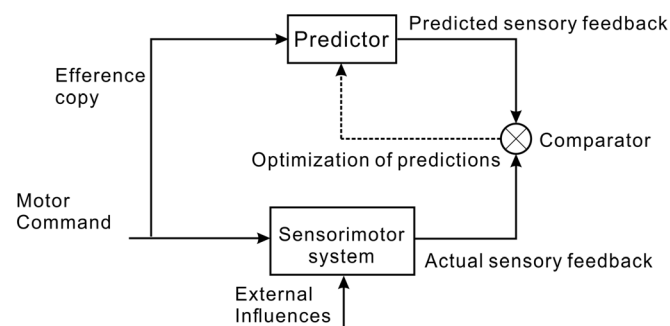 Predicted sensory feedback
Predictor
Efference
copy
Comparator
Optimization of predictions
Motor
Command
Sensorimotor
system
Actual sensory feedback
External
Influences